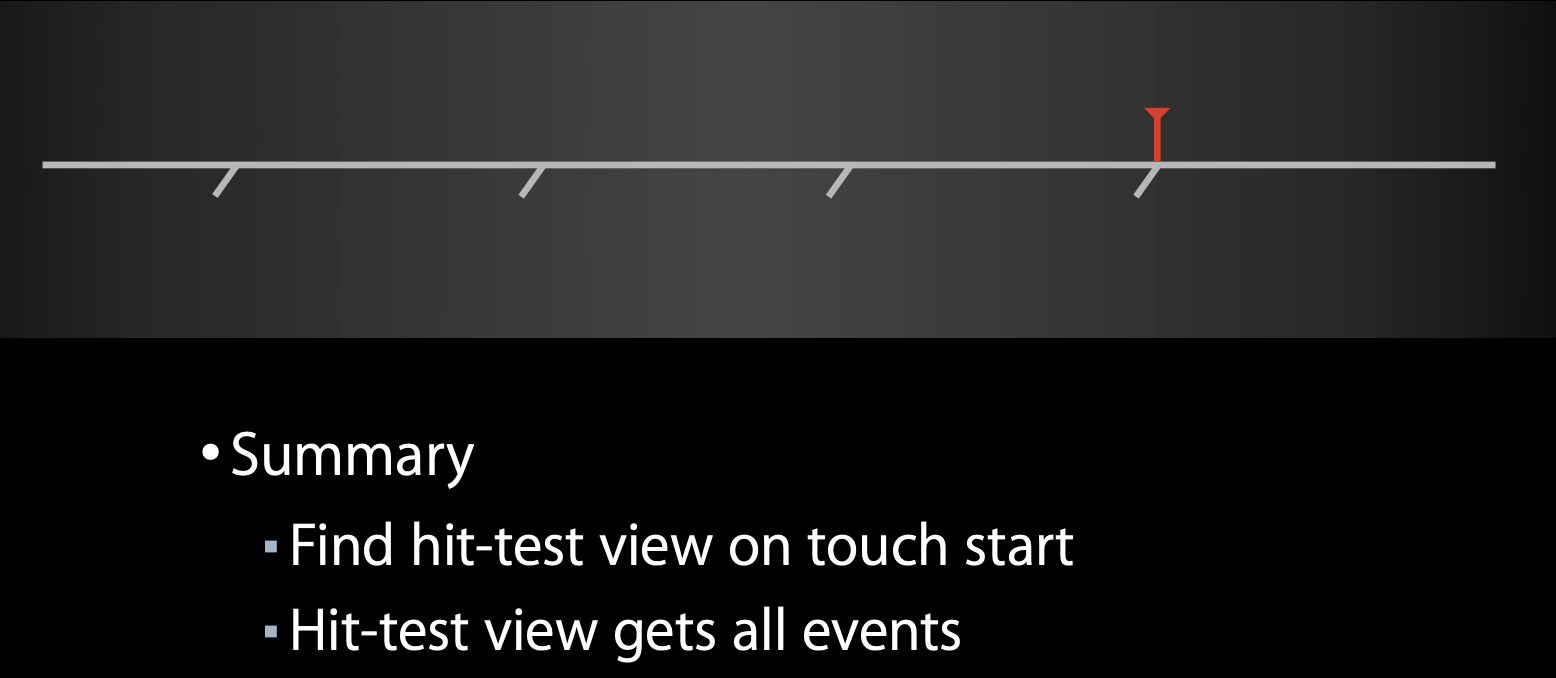 • Summary
▪ Find hit-test view on touch start
▪ Hit-test view gets all events